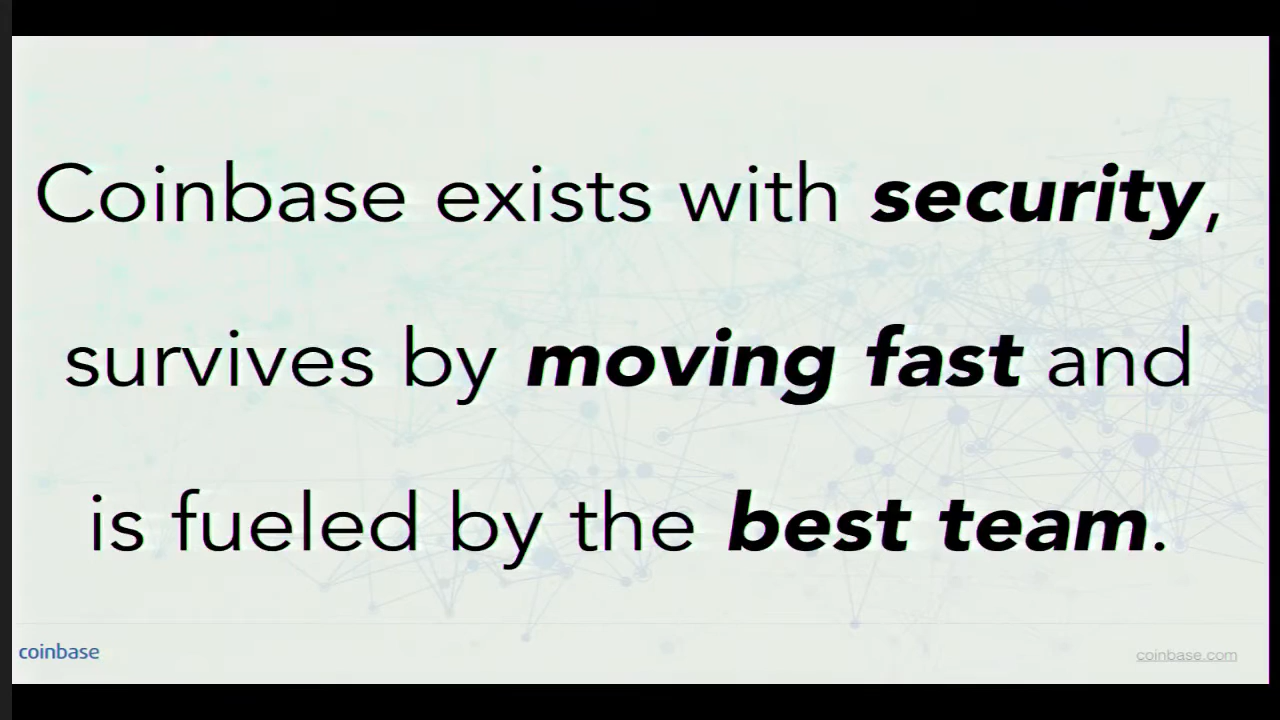 Coinbase exists with security,
survives by moving fast and
is fueled by the best team.
coinbase
coinbase.com